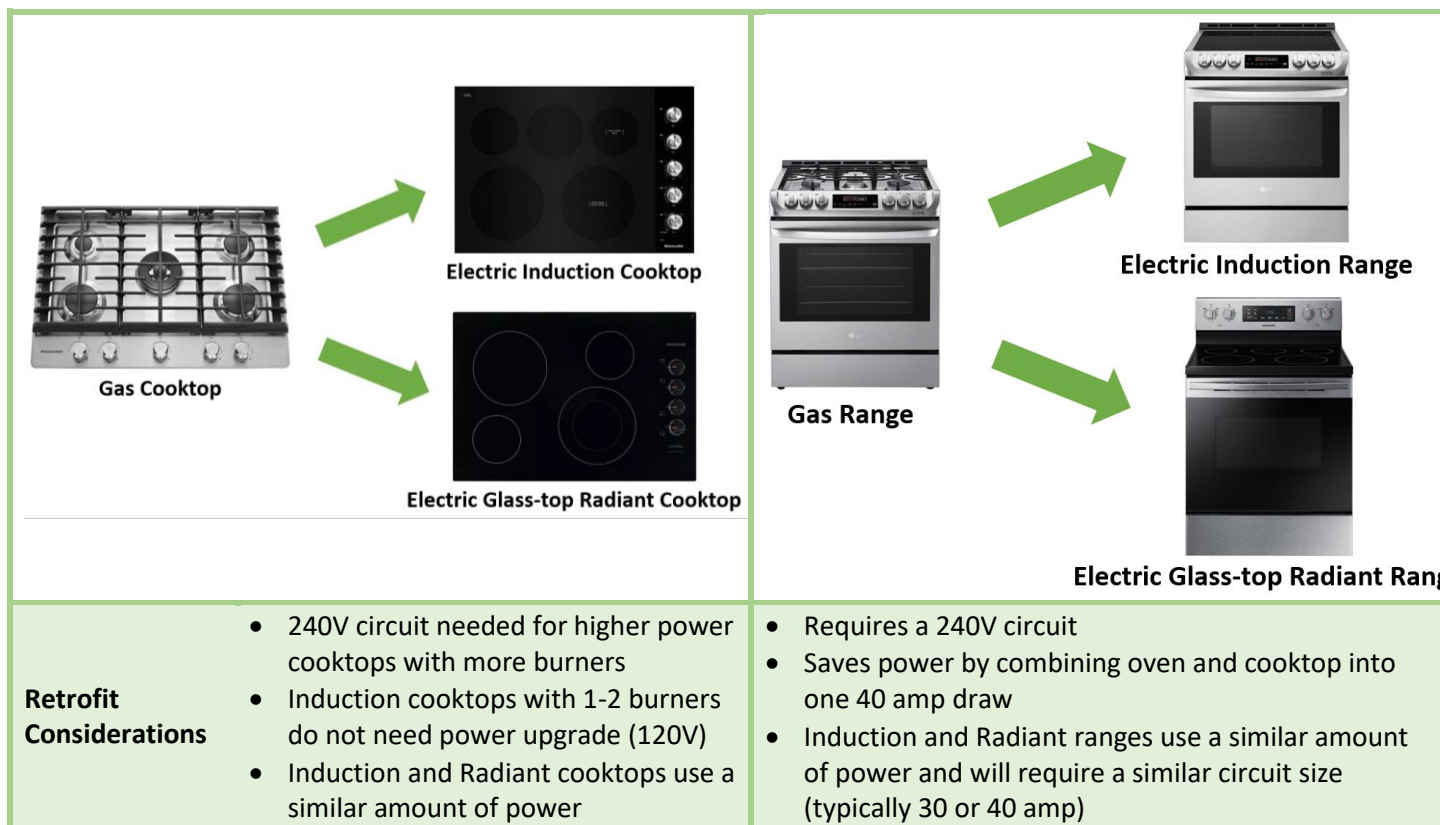 Electric Induction Cooktop
Gas Cooktop
Electric Glass-top Radiant Cooktop
Electric Induction Range
Gas Range
Electric Glass-top Radiant Rang
Retrofit
Considerations
• 240V circuit needed for higher power
cooktops with more burners
• Induction cooktops with 1-2 burners
do not need power upgrade (120V)
• Induction and Radiant cooktops use a
similar amount of power
• Requires a 240V circuit
• Saves power by combining oven and cooktop into
one 40 amp draw
• Induction and Radiant ranges use a similar amount
of power and will require a similar circuit size
(typically 30 or 40 amp)